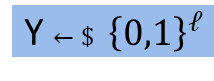 Y ←$ {0,1}^ℓ